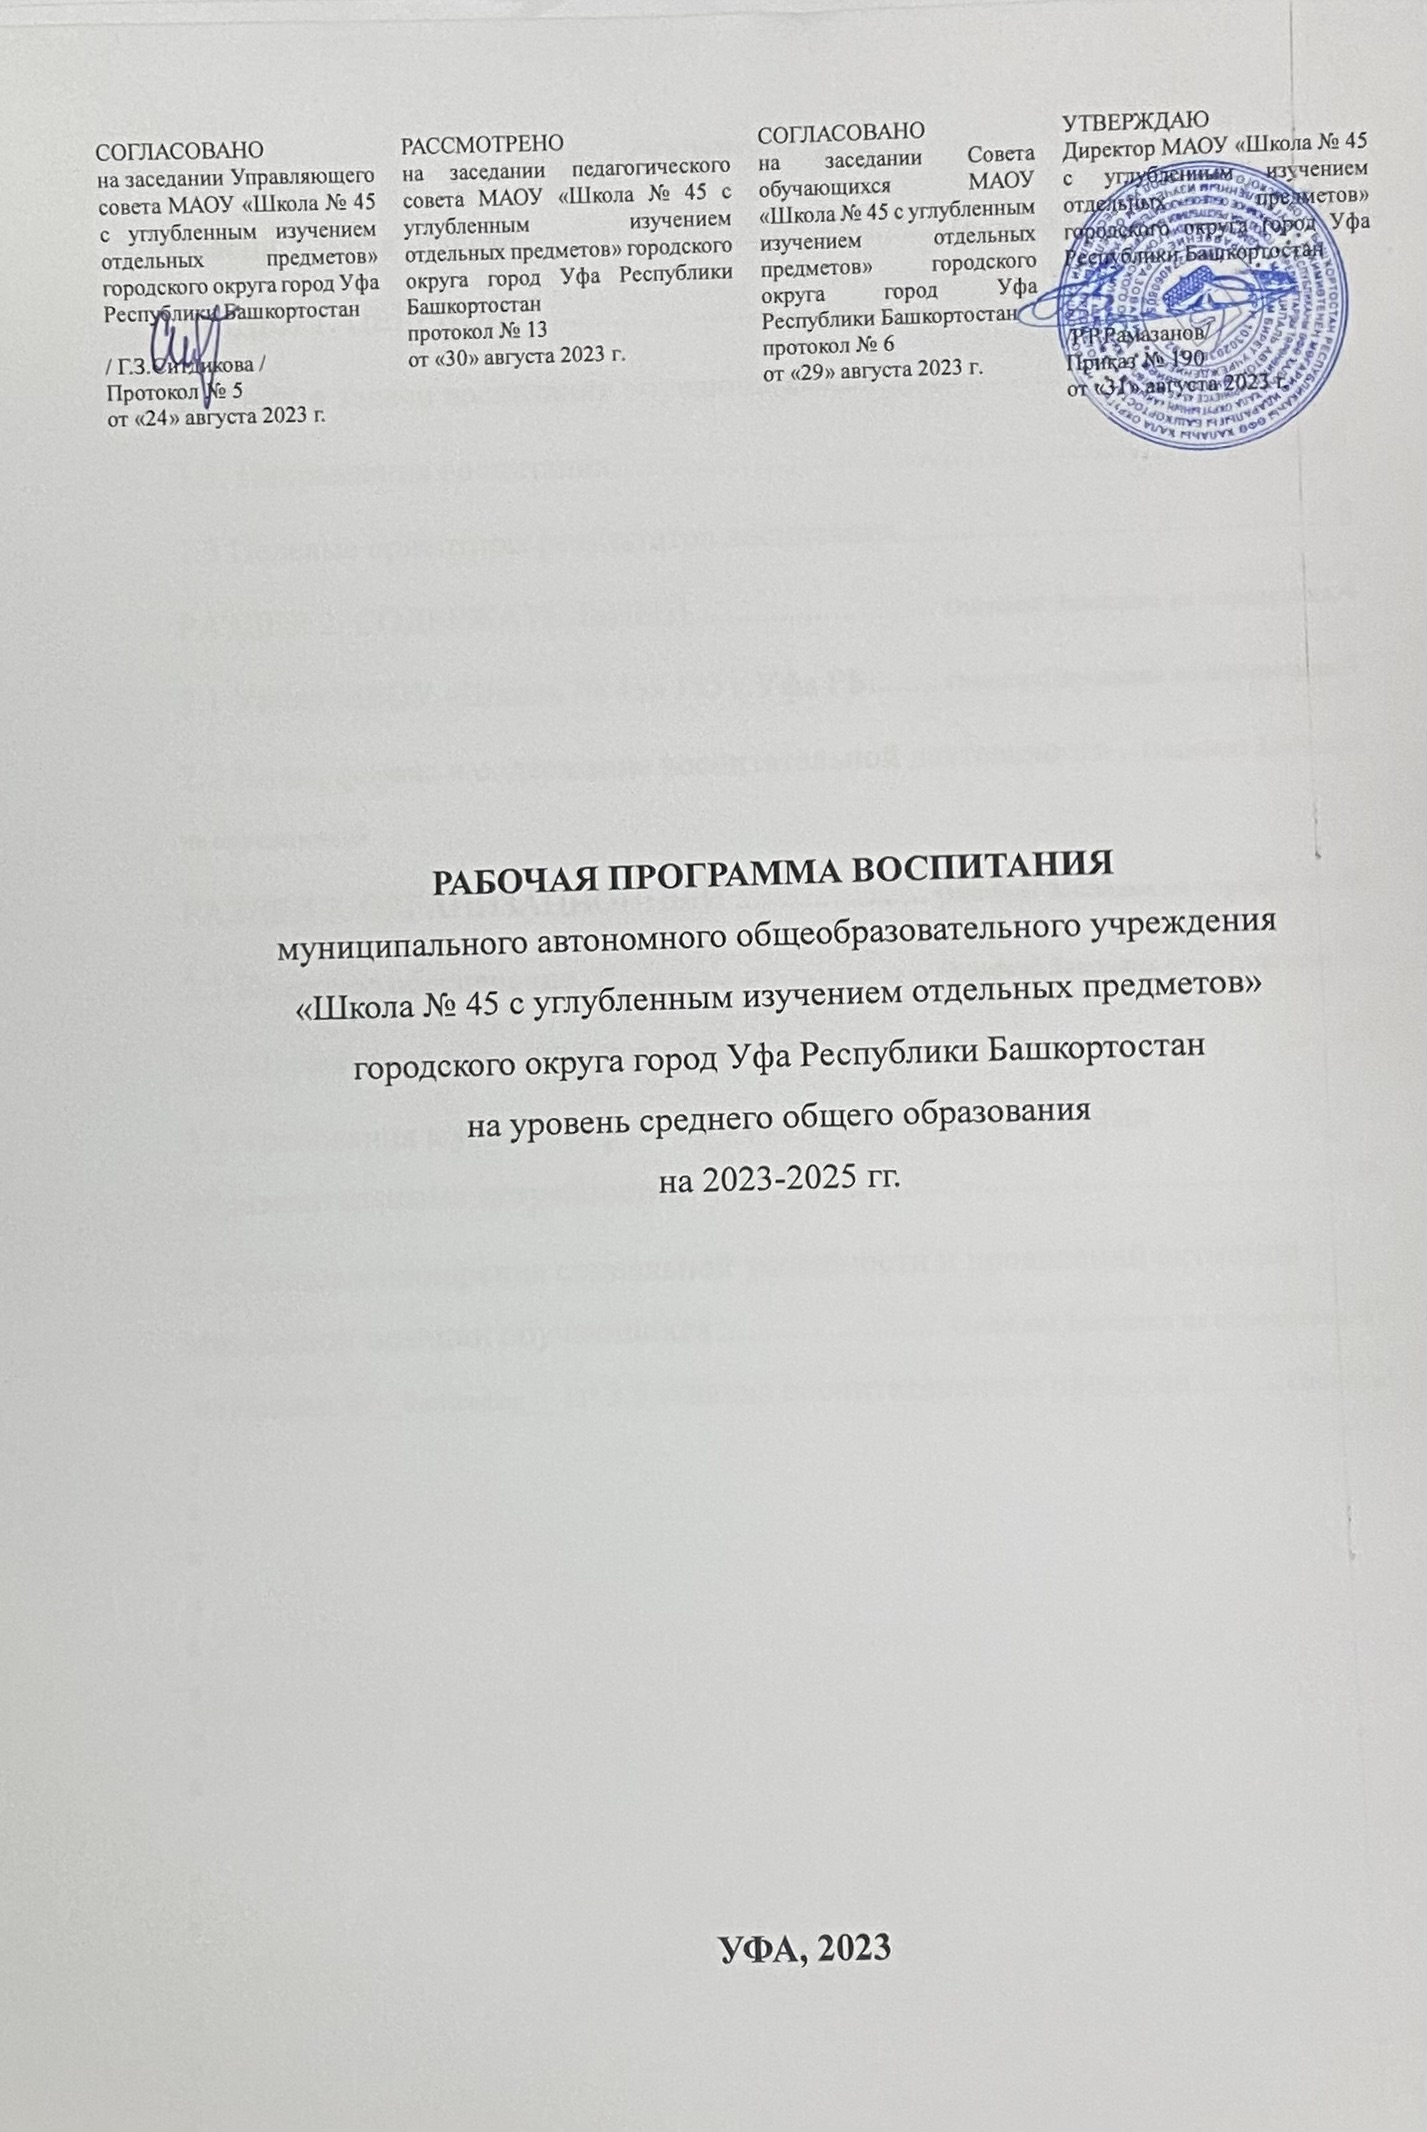 СОГЛАСОВАНО
на заседании Управляющего
совета МАОУ «Школа № 45
с углубленным изучением
отдельных предметов»
городского округа город Уфа
Республики Башкортостан
/ Г.З.Ситдикова /
Протокол № 5
от «24» августа 2023 г.
РАССМОТРЕНО
на заседании педагогического
совета МАОУ «Школа № 45 с
углубленным изучением
отдельных предметов» городского
округа город Уфа Республики
Башкортостан
протокол № 13
от «30» августа 2023 г.
СОГЛАСОВАНО
на заседании Совета
обучающихся МАОУ
«Школа № 45 с углубленным
изучением отдельных
предметов» городского
округа город Уфа
Республики Башкортостан
протокол № 6
от «29» августа 2023 г.
УТВЕРЖДАЮ
Директор МАОУ «Школа № 45
с углубленным изучением
отдельных предметов»
городского округа город Уфа
Республики Башкортостан
Р.Р.Рамазанов/
Приказ № 190
от «31» августа 2023 г.
РАБОЧАЯ ПРОГРАММА ВОСПИТАНИЯ
муниципального автономного общеобразовательного учреждения
«Школа № 45 с углубленным изучением отдельных предметов»
городского округа город Уфа Республики Башкортостан
на уровень среднего общего образования
на 2023-2025 гг.
УФА, 2023